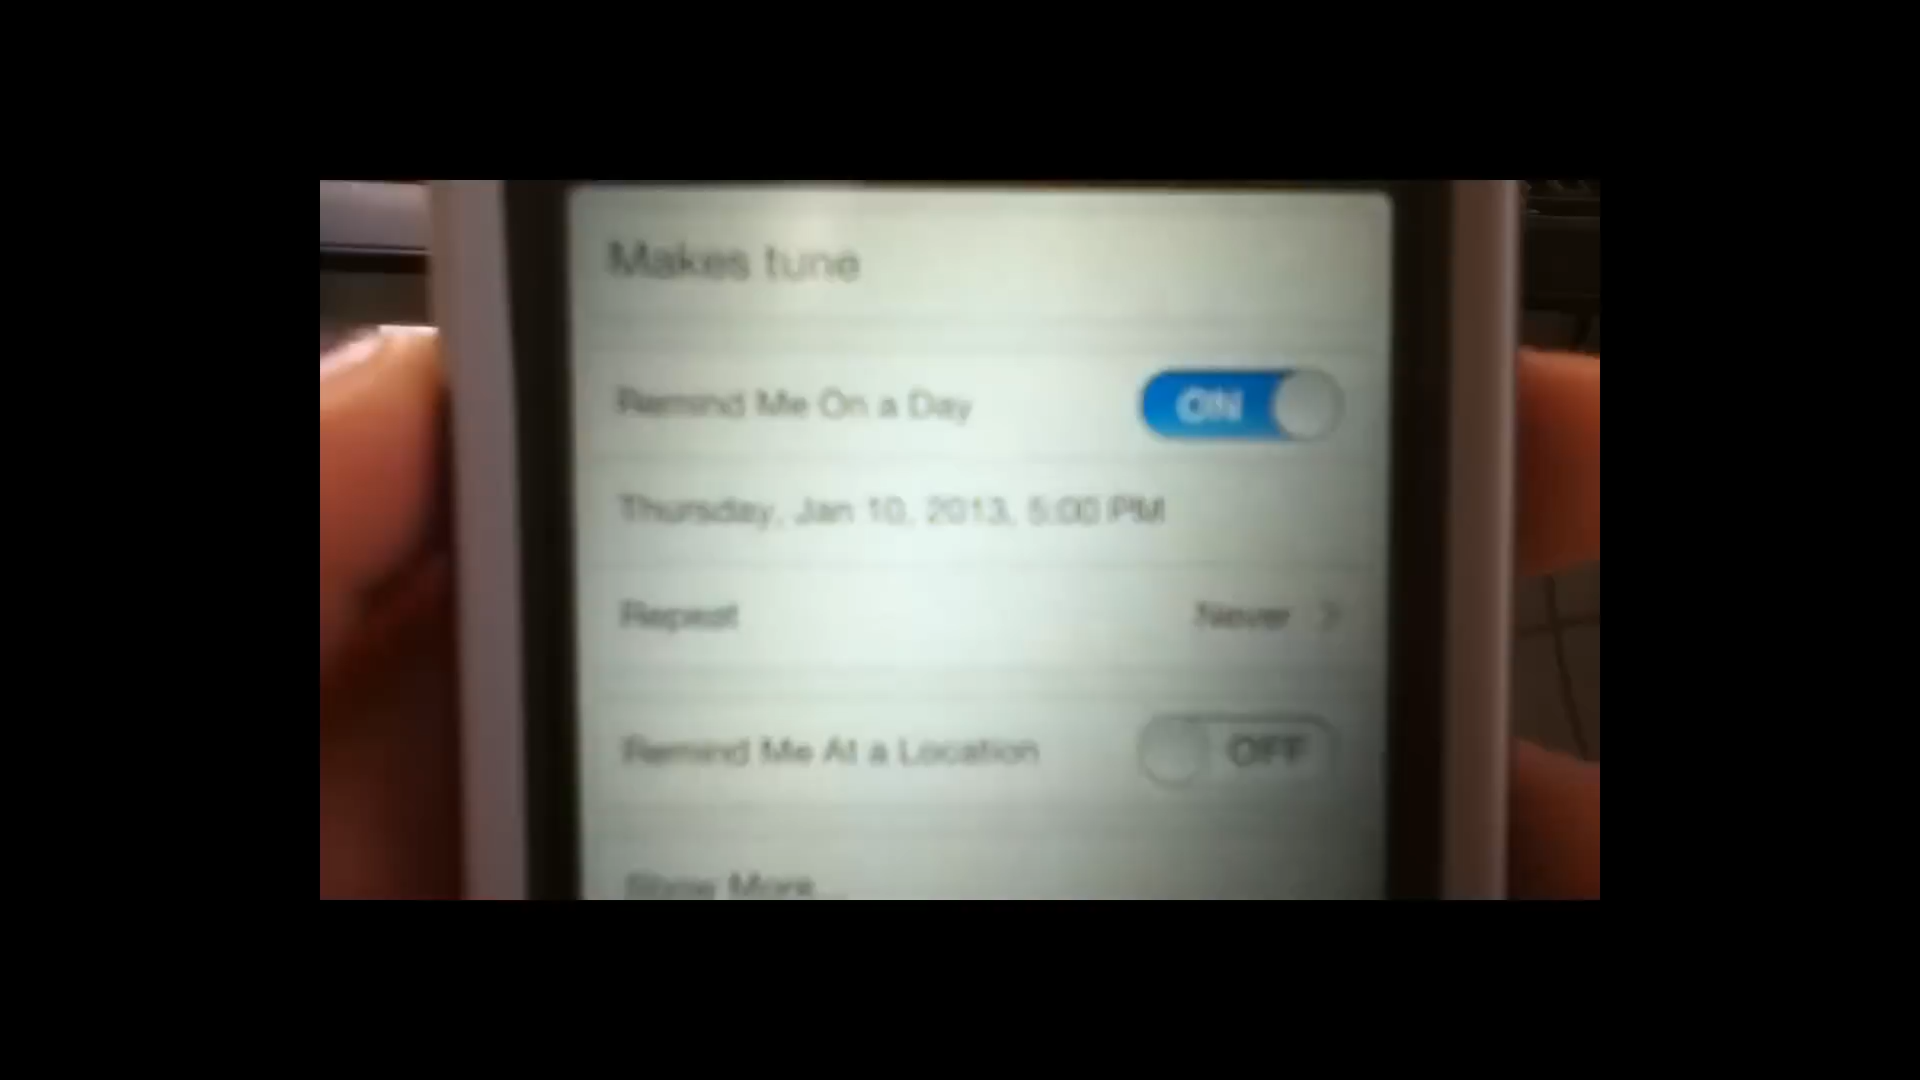 Makes tune
Remind Me On a Day ON
Thursday, Jan 10, 2013, 5:00 PM
Repeat Never >
Remind Me At a Location OFF
Show More...